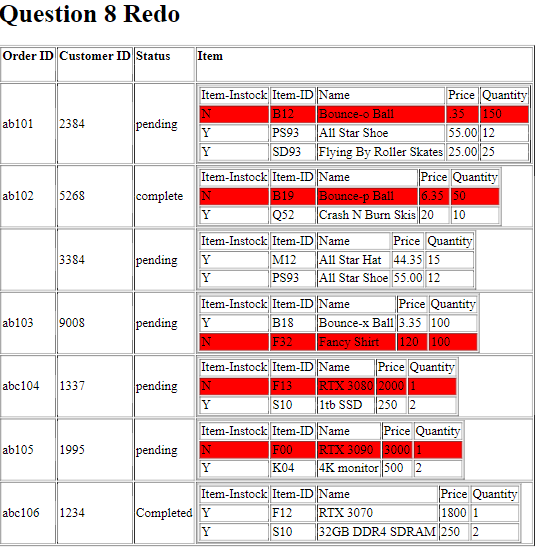 Question 8 Redo
Order ID Customer ID Status Item
ab101 2384 pending
Item-Instock Item-ID Name Price Quantity
N B12 Bounce-o Ball .35 150
Y PS93 All Star Shoe 55.00 12
Y SD93 Flying By Roller Skates 25.00 25
ab102 5268 complete
Item-Instock Item-ID Name Price Quantity
N B19 Bounce-p Ball 6.35 50
Y Q52 Crash N Burn Skis 20 10
3384 pending
Item-Instock Item-ID Name Price Quantity
Y M12 All Star Hat 44.35 15
Y PS93 All Star Shoe 55.00 12
ab103 9008 pending
Item-Instock Item-ID Name Price Quantity
Y B18 Bounce-x Ball 3.35 100
N F32 Fancy Shirt 120 100
abc104 1337 pending
Item-Instock Item-ID Name Price Quantity
N F13 RTX 3080 2000 1
Y S10 1tb SSD 250 2
ab105 1995 pending
Item-Instock Item-ID Name Price Quantity
N F00 RTX 3090 3000 1
Y K04 4K monitor 500 2
abc106 1234 Completed
Item-Instock Item-ID Name Price Quantity
Y F12 RTX 3070 1800 1
Y S10 32GB DDR4 SDRAM 250 2